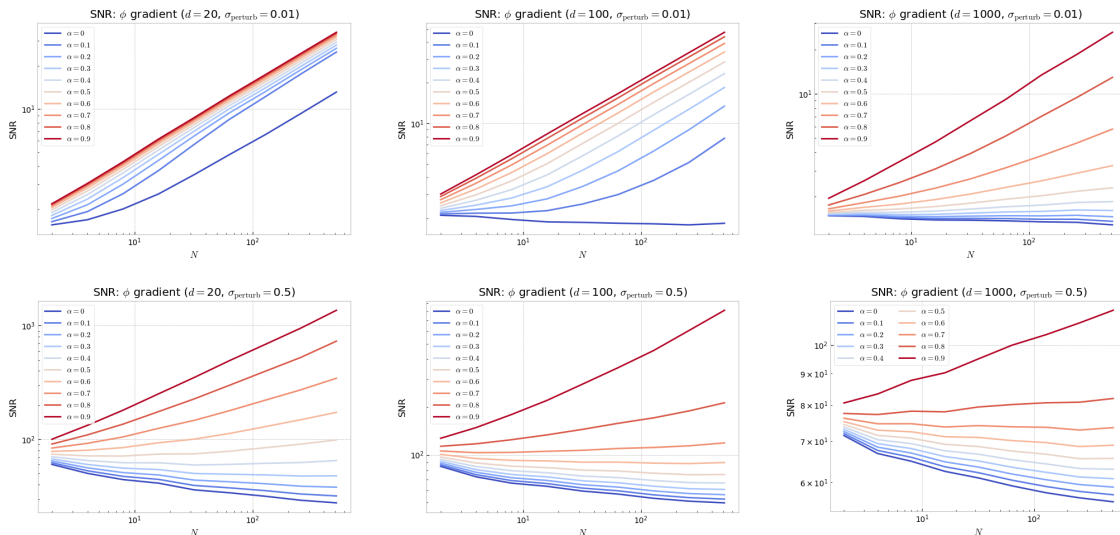 SNR: ϕ gradient (d = 20, σperturb = 0.01)
SNR
10¹
α = 0
α = 0.1
α = 0.2
α = 0.3
α = 0.4
α = 0.5
α = 0.6
α = 0.7
α = 0.8
α = 0.9
10¹
10²
N
SNR: ϕ gradient (d = 100, σperturb = 0.01)
SNR
10¹
α = 0
α = 0.1
α = 0.2
α = 0.3
α = 0.4
α = 0.5
α = 0.6
α = 0.7
α = 0.8
α = 0.9
10¹
10²
N
SNR: ϕ gradient (d = 1000, σperturb = 0.01)
SNR
10¹
α = 0
α = 0.1
α = 0.2
α = 0.3
α = 0.4
α = 0.5
α = 0.6
α = 0.7
α = 0.8
α = 0.9
10¹
10²
N
SNR: ϕ gradient (d = 20, σperturb = 0.5)
SNR
10³
10²
α = 0
α = 0.1
α = 0.2
α = 0.3
α = 0.4
α = 0.5
α = 0.6
α = 0.7
α = 0.8
α = 0.9
10¹
10²
N
SNR: ϕ gradient (d = 100, σperturb = 0.5)
SNR
10²
α = 0
α = 0.1
α = 0.2
α = 0.3
α = 0.4
α = 0.5
α = 0.6
α = 0.7
α = 0.8
α = 0.9
10¹
10²
N
SNR: ϕ gradient (d = 1000, σperturb = 0.5)
SNR
10²
9 × 10¹
8 × 10¹
7 × 10¹
6 × 10¹
α = 0
α = 0.1
α = 0.2
α = 0.3
α = 0.4
α = 0.5
α = 0.6
α = 0.7
α = 0.8
α = 0.9
10¹
10²
N